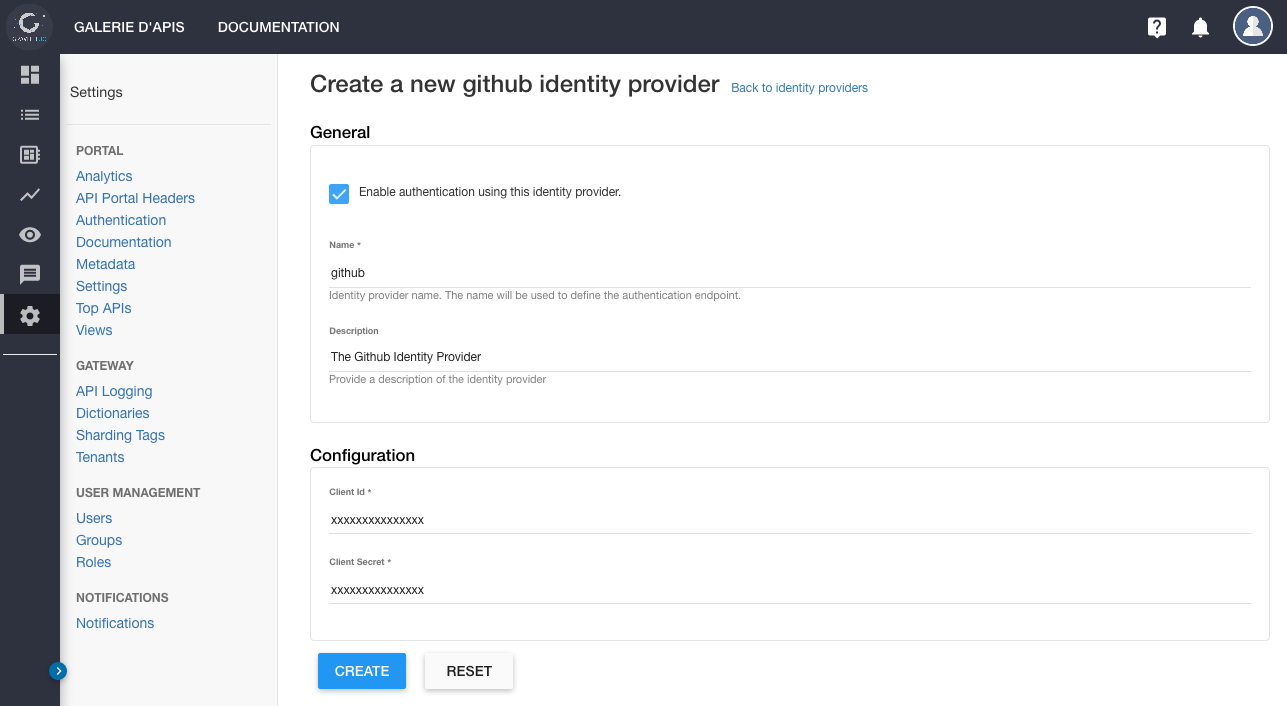 GALERIE D'APIS DOCUMENTATION
Settings
PORTAL
Analytics
API Portal Headers
Authentication
Documentation
Metadata
Settings
Top APIs
Views
GATEWAY
API Logging
Dictionaries
Sharding Tags
Tenants
USER MANAGEMENT
Users
Groups
Roles
NOTIFICATIONS
Notifications
Create a new github identity provider Back to identity providers
General
Enable authentication using this identity provider.
Name *
github
Identity provider name. The name will be used to define the authentication endpoint.
Description
The Github Identity Provider
Provide a description of the identity provider
Configuration
Client Id *
xxxxxxxxxxxxxxx
Client Secret *
xxxxxxxxxxxxxxx
CREATE RESET